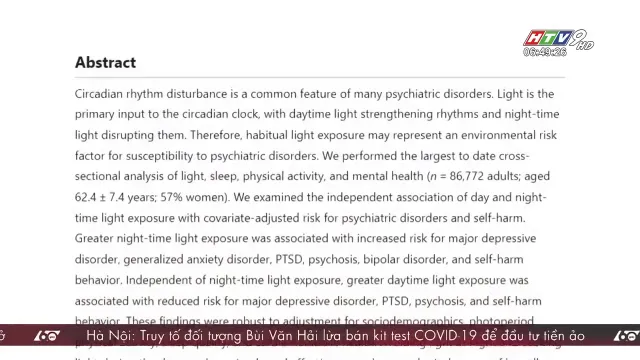 HTV9
HD
06:49:26
Abstract
Circadian rhythm disturbance is a common feature of many psychiatric disorders. Light is the
primary input to the circadian clock, with daytime light strengthening rhythms and night-time
light disrupting them. Therefore, habitual light exposure may represent an environmental risk
factor for susceptibility to psychiatric disorders. We performed the largest to date cross-
sectional analysis of light, sleep, physical activity, and mental health (n = 86,772 adults; aged
62.4 ± 7.4 years; 57% women). We examined the independent association of day and night-
time light exposure with covariate-adjusted risk for psychiatric disorders and self-harm.
Greater night-time light exposure was associated with increased risk for major depressive
disorder, generalized anxiety disorder, PTSD, psychosis, bipolar disorder, and self-harm
behavior. Independent of night-time light exposure, greater daytime light exposure was
associated with reduced risk for major depressive disorder, PTSD, psychosis, and self-harm
behavior. These findings were robust to adjustment for sociodemographics, photoperiod,
ở 60 Hà Nội: Truy tố đối tượng Bùi Văn Hải lừa bán kit test COVID-19 để đầu tư tiền ảo 60